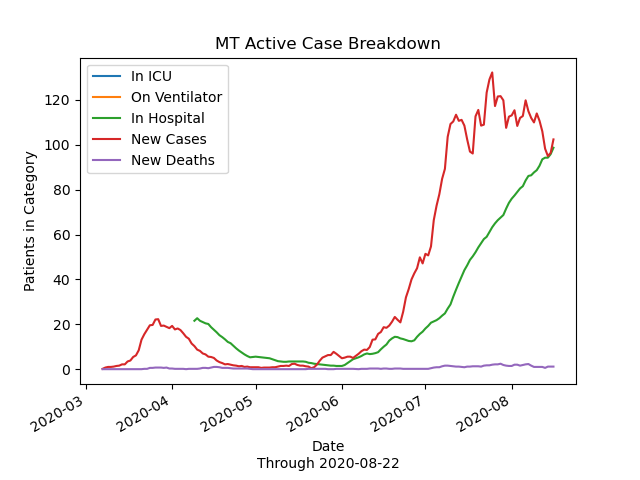 MT Active Case Breakdown
In ICU
On Ventilator
In Hospital
New Cases
New Deaths
Patients in Category
120
100
80
60
40
20
0
2020-03
2020-04
2020-05
2020-06
2020-07
2020-08
Date
Through 2020-08-22